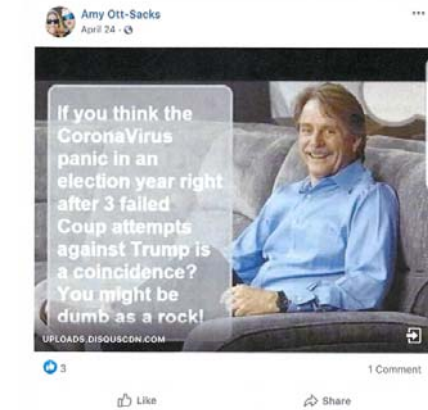 Amy Ott-Sacks
April 24 ·
If you think the
CoronaVirus
panic in an
election year right
after 3 failed
Coup attempts
against Trump is
a coincidence?
You might be
dumb as a rock!
UPLOADS.DISQUSCDN.COM
3
1 Comment
Like
Share